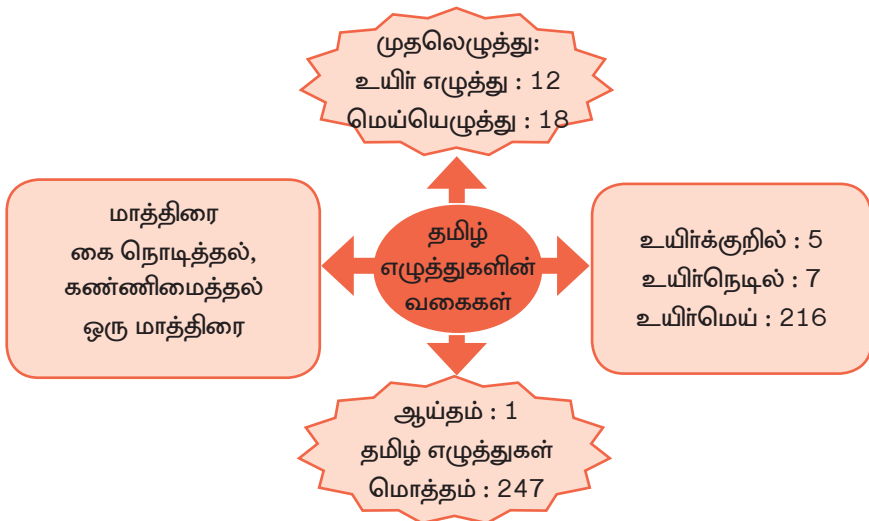 முதலெழுத்து:
உயிர் எழுத்து : 12
மெய்யெழுத்து : 18
மாத்திரை
கை நொடித்தல்,
கண்ணிமைத்தல்
ஒரு மாத்திரை
தமிழ்
எழுத்துகளின்
வகைகள்
உயிர்க்குறில் : 5
உயிர்நெடில் : 7
உயிர்மெய் : 216
ஆய்தம் : 1
தமிழ் எழுத்துகள்
மொத்தம் : 247